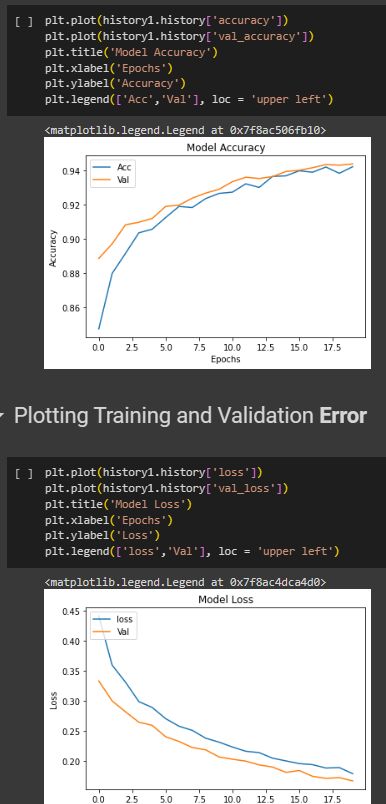 [ ] plt.plot(history1.history['accuracy'])
plt.plot(history1.history['val_accuracy'])
plt.title('Model Accuracy')
plt.xlabel('Epochs')
plt.ylabel('Accuracy')
plt.legend(['Acc','Val'], loc = 'upper left')
<matplotlib.legend.Legend at 0x7f8ac506fb10>
Model Accuracy
Acc
Val
0.94
0.92
0.90
0.88
0.86
Accuracy
0.0 2.5 5.0 7.5 10.0 12.5 15.0 17.5
Epochs
Plotting Training and Validation Error
[ ] plt.plot(history1.history['loss'])
plt.plot(history1.history['val_loss'])
plt.title('Model Loss')
plt.xlabel('Epochs')
plt.ylabel('Loss')
plt.legend(['loss','Val'], loc = 'upper left')
<matplotlib.legend.Legend at 0x7f8ac4dca4d0>
Model Loss
loss
Val
0.45
0.40
0.35
0.30
0.25
0.20
Loss
0.0 2.5 5.0 7.5 10.0 12.5 15.0 17.5